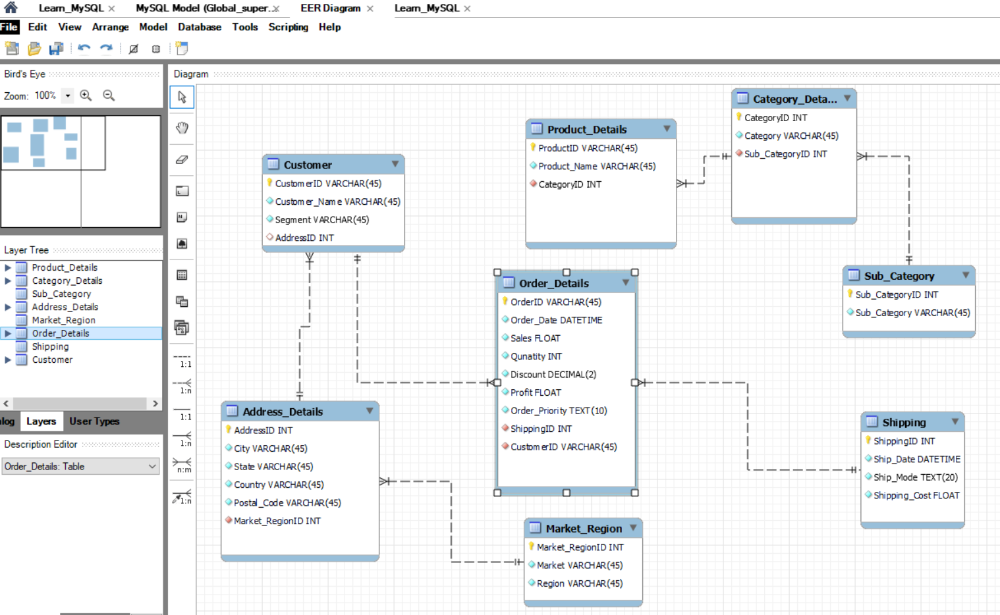 Learn_MySQL × MySQL Model (Global_super..× EER Diagram × Learn_MySQL ×
File Edit View Arrange Model Database Tools Scripting Help
Bird's Eye
Zoom: 100%
Layer Tree
Product_Details
Category_Details
Sub_Category
Address_Details
Market_Region
Order_Details
Shipping
Customer
alog Layers User Types
Description Editor
Order_Details: Table
Diagram
1:1
1:n
1:1
1:n
n:m
1:n
Customer
CustomerID VARCHAR(45)
Customer_Name VARCHAR(45)
Segment VARCHAR(45)
AddressID INT
Product_Details
ProductID VARCHAR(45)
Product_Name VARCHAR(45)
CategoryID INT
Category_Deta...
CategoryID INT
Category VARCHAR(45)
Sub_CategoryID INT
Order_Details
OrderID VARCHAR(45)
Order_Date DATETIME
Sales FLOAT
Qunatity INT
Discount DECIMAL(2)
Profit FLOAT
Order_Priority TEXT(10)
ShippingID INT
CustomerID VARCHAR(45)
Sub_Category
Sub_CategoryID INT
Sub_Category VARCHAR(45)
Address_Details
AddressID INT
City VARCHAR(45)
State VARCHAR(45)
Country VARCHAR(45)
Postal_Code VARCHAR(45)
Market_RegionID INT
Shipping
ShippingID INT
Ship_Date DATETIME
Ship_Mode TEXT(20)
Shipping_Cost FLOAT
Market_Region
Market_RegionID INT
Market VARCHAR(45)
Region VARCHAR(45)